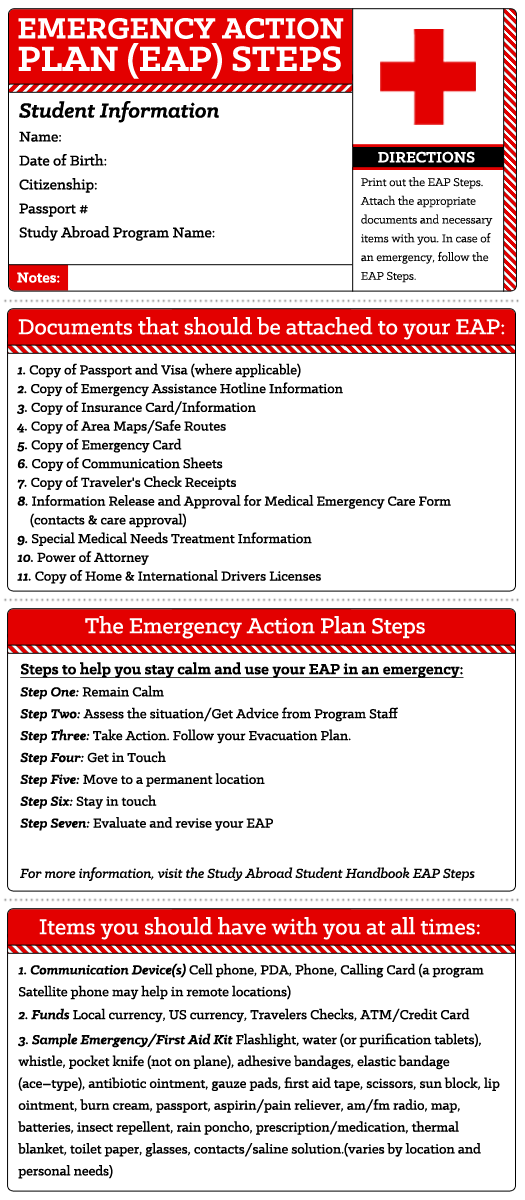 EMERGENCY ACTION
PLAN (EAP) STEPS
Student Information
Name:
Date of Birth:
Citizenship:
Passport #
Study Abroad Program Name:
Notes:
DIRECTIONS
Print out the EAP Steps.
Attach the appropriate
documents and necessary
items with you. In case of
an emergency, follow the
EAP Steps.
Documents that should be attached to your EAP:
1. Copy of Passport and Visa (where applicable)
2. Copy of Emergency Assistance Hotline Information
3. Copy of Insurance Card/Information
4. Copy of Area Maps/Safe Routes
5. Copy of Emergency Card
6. Copy of Communication Sheets
7. Copy of Traveler's Check Receipts
8. Information Release and Approval for Medical Emergency Care Form
(contacts & care approval)
9. Special Medical Needs Treatment Information
10. Power of Attorney
11. Copy of Home & International Drivers Licenses
The Emergency Action Plan Steps
Steps to help you stay calm and use your EAP in an emergency:
Step One: Remain Calm
Step Two: Assess the situation/Get Advice from Program Staff
Step Three: Take Action. Follow your Evacuation Plan.
Step Four: Get in Touch
Step Five: Move to a permanent location
Step Six: Stay in touch
Step Seven: Evaluate and revise your EAP
For more information, visit the Study Abroad Student Handbook EAP Steps
Items you should have with you at all times:
1. Communication Device(s) Cell phone, PDA, Phone, Calling Card (a program
Satellite phone may help in remote locations)
2. Funds Local currency, US currency, Travelers Checks, ATM/Credit Card
3. Sample Emergency/First Aid Kit Flashlight, water (or purification tablets),
whistle, pocket knife (not on plane), adhesive bandages, elastic bandage
(ace–type), antibiotic ointment, gauze pads, first aid tape, scissors, sun block, lip
ointment, burn cream, passport, aspirin/pain reliever, am/fm radio, map,
batteries, insect repellent, rain poncho, prescription/medication, thermal
blanket, toilet paper, glasses, contacts/saline solution.(varies by location and
personal needs)